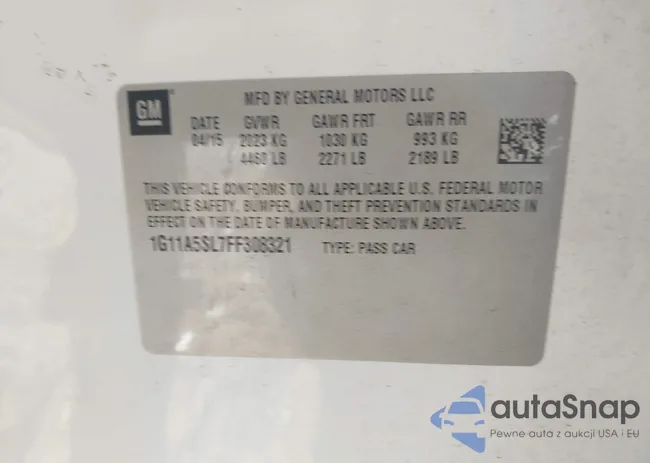 GM
MFD BY GENERAL MOTORS LLC
DATE GVWR GAWR FRT GAWR RR
04/15 2023 KG 1030 KG 993 KG
4460 LB 2271 LB 2189 LB
THIS VEHICLE CONFORMS TO ALL APPLICABLE U.S. FEDERAL MOTOR
VEHICLE SAFETY, BUMPER, AND THEFT PREVENTION STANDARDS IN
EFFECT ON THE DATE OF MANUFACTURE SHOWN ABOVE.
1G11A5SL7FF308321 TYPE: PASS CAR
autaSnap
Pewne auta z aukcji USA i EU